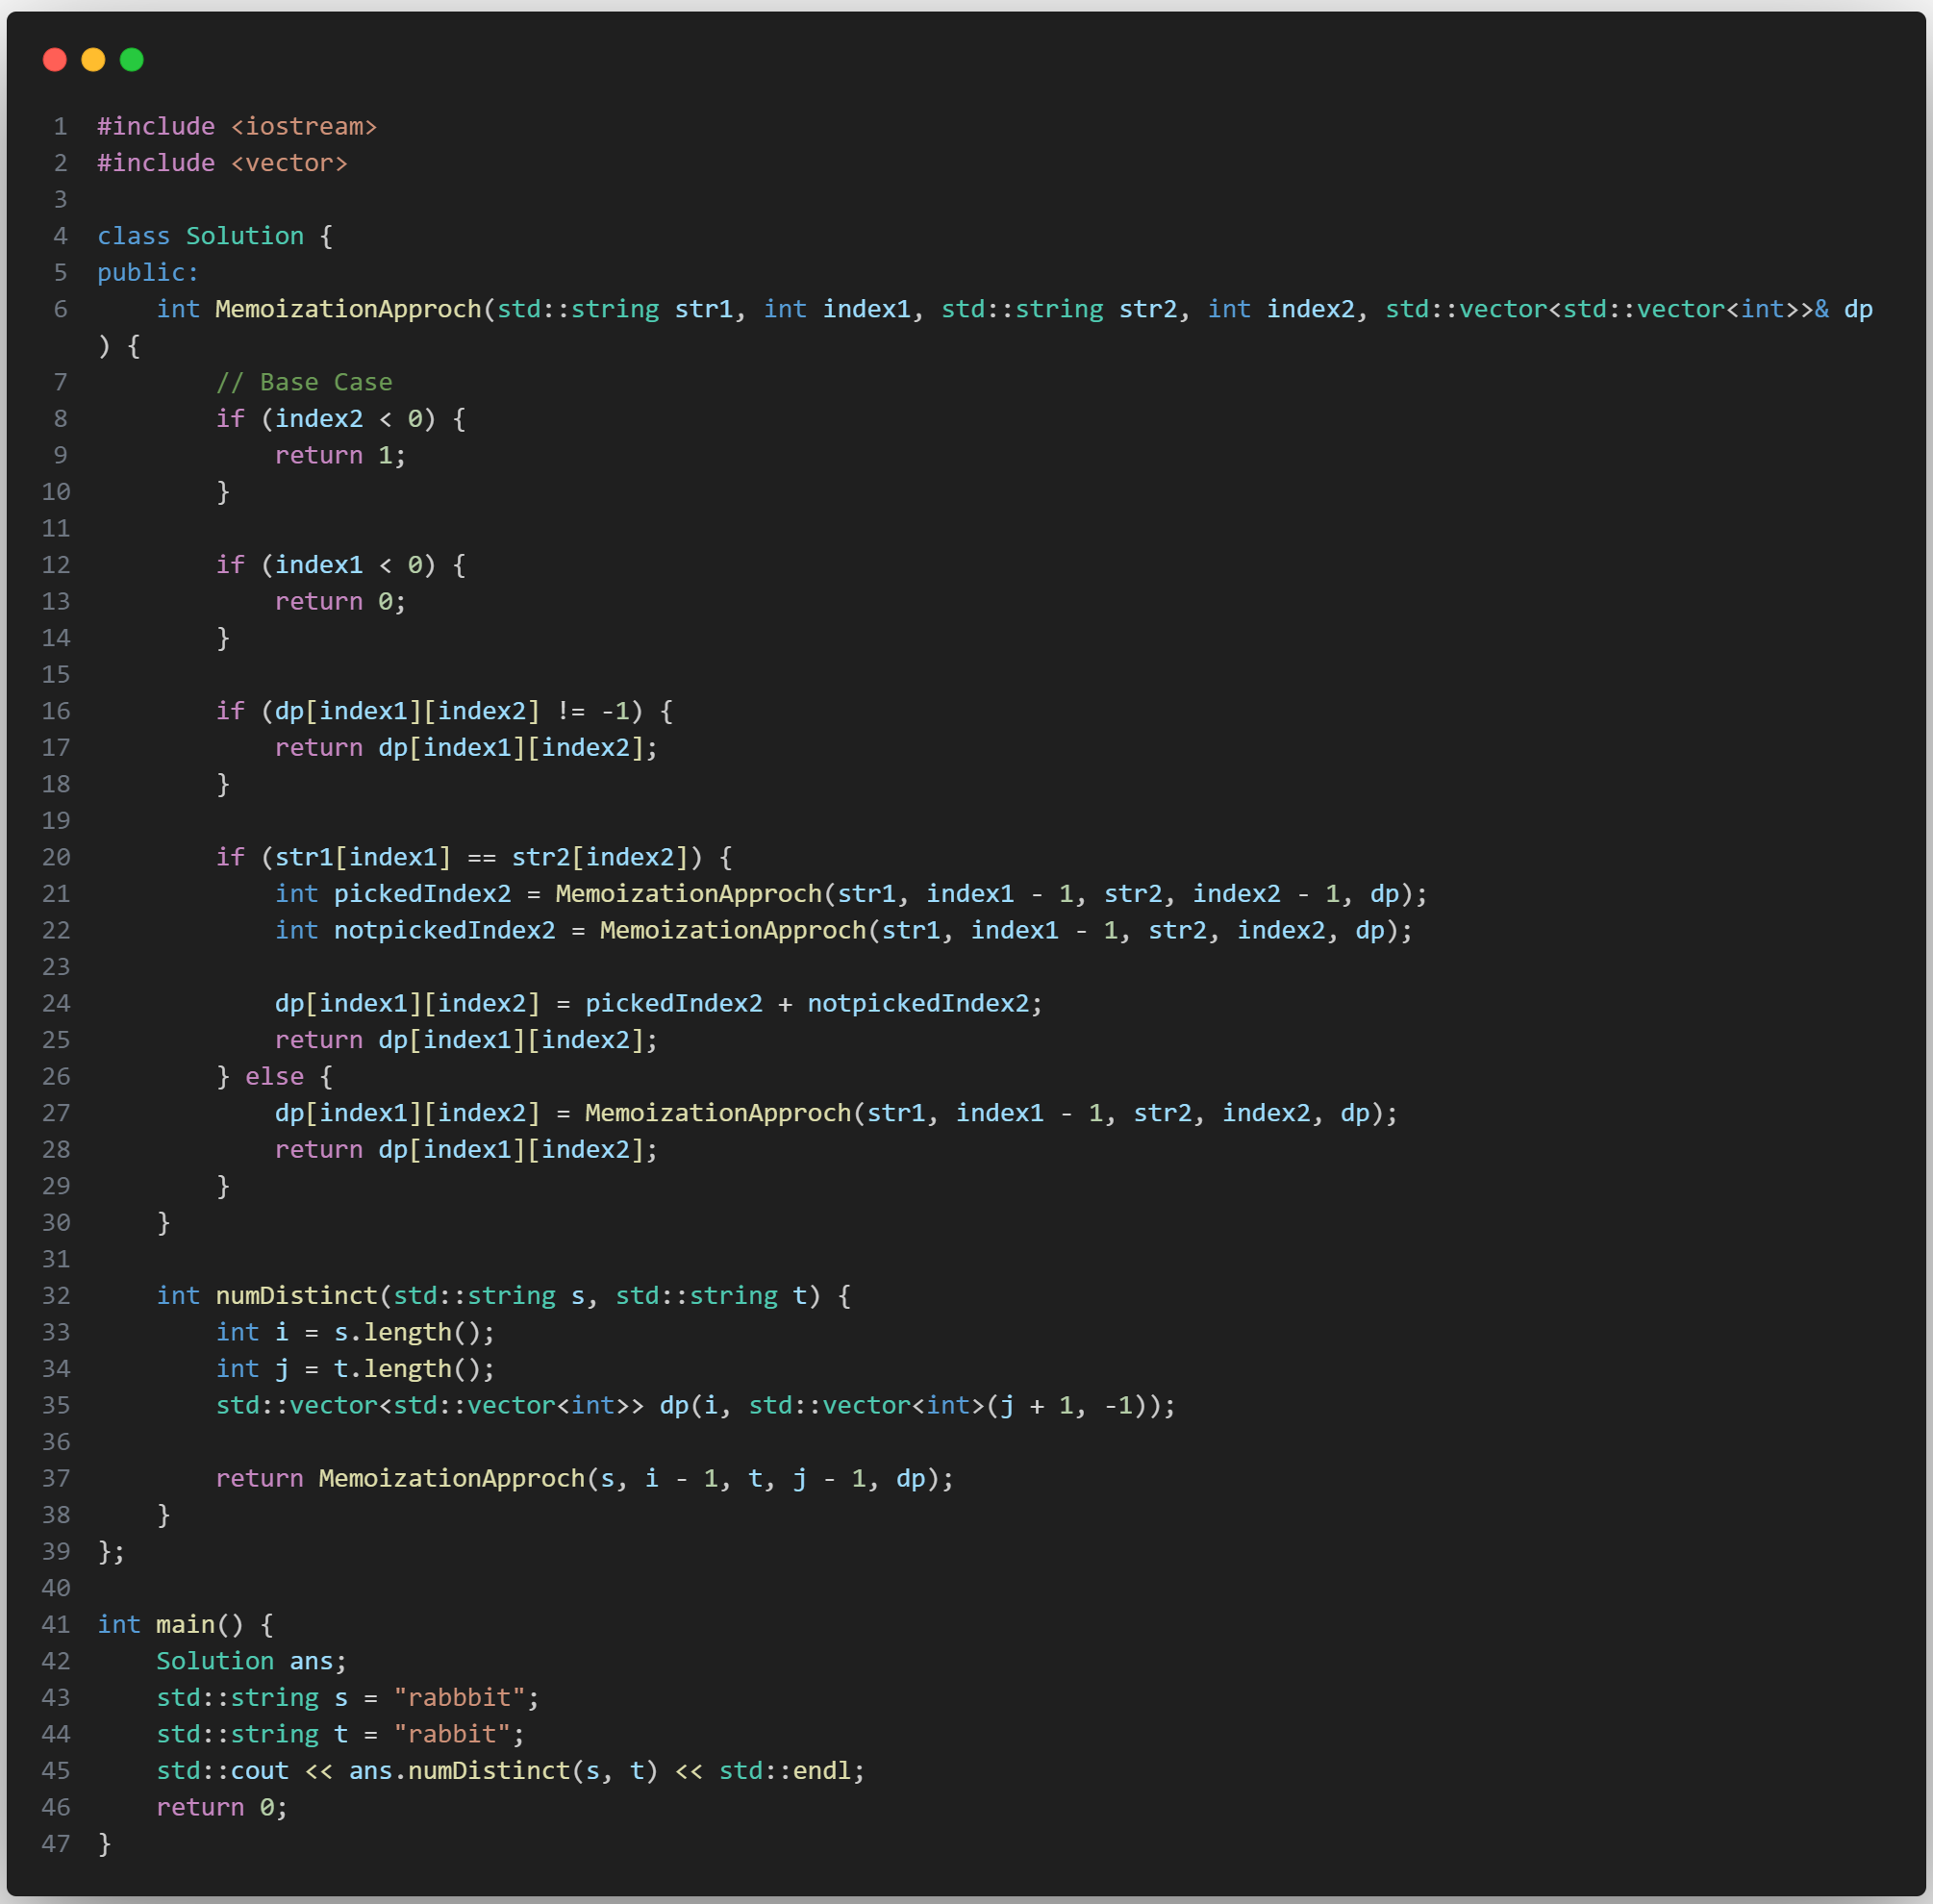 1 #include <iostream>
2 #include <vector>
3
4 class Solution {
5 public:
6     int MemoizationApproch(std::string str1, int index1, std::string str2, int index2, std::vector<std::vector<int>>& dp
) {
7         // Base Case
8         if (index2 < 0) {
9             return 1;
10         }
11
12         if (index1 < 0) {
13             return 0;
14         }
15
16         if (dp[index1][index2] != -1) {
17             return dp[index1][index2];
18         }
19
20         if (str1[index1] == str2[index2]) {
21             int pickedIndex2 = MemoizationApproch(str1, index1 - 1, str2, index2 - 1, dp);
22             int notpickedIndex2 = MemoizationApproch(str1, index1 - 1, str2, index2, dp);
23
24             dp[index1][index2] = pickedIndex2 + notpickedIndex2;
25             return dp[index1][index2];
26         } else {
27             dp[index1][index2] = MemoizationApproch(str1, index1 - 1, str2, index2, dp);
28             return dp[index1][index2];
29         }
30     }
31
32     int numDistinct(std::string s, std::string t) {
33         int i = s.length();
34         int j = t.length();
35         std::vector<std::vector<int>> dp(i, std::vector<int>(j + 1, -1));
36
37         return MemoizationApproch(s, i - 1, t, j - 1, dp);
38     }
39 };
40
41 int main() {
42     Solution ans;
43     std::string s = "rabbbit";
44     std::string t = "rabbit";
45     std::cout << ans.numDistinct(s, t) << std::endl;
46     return 0;
47 }